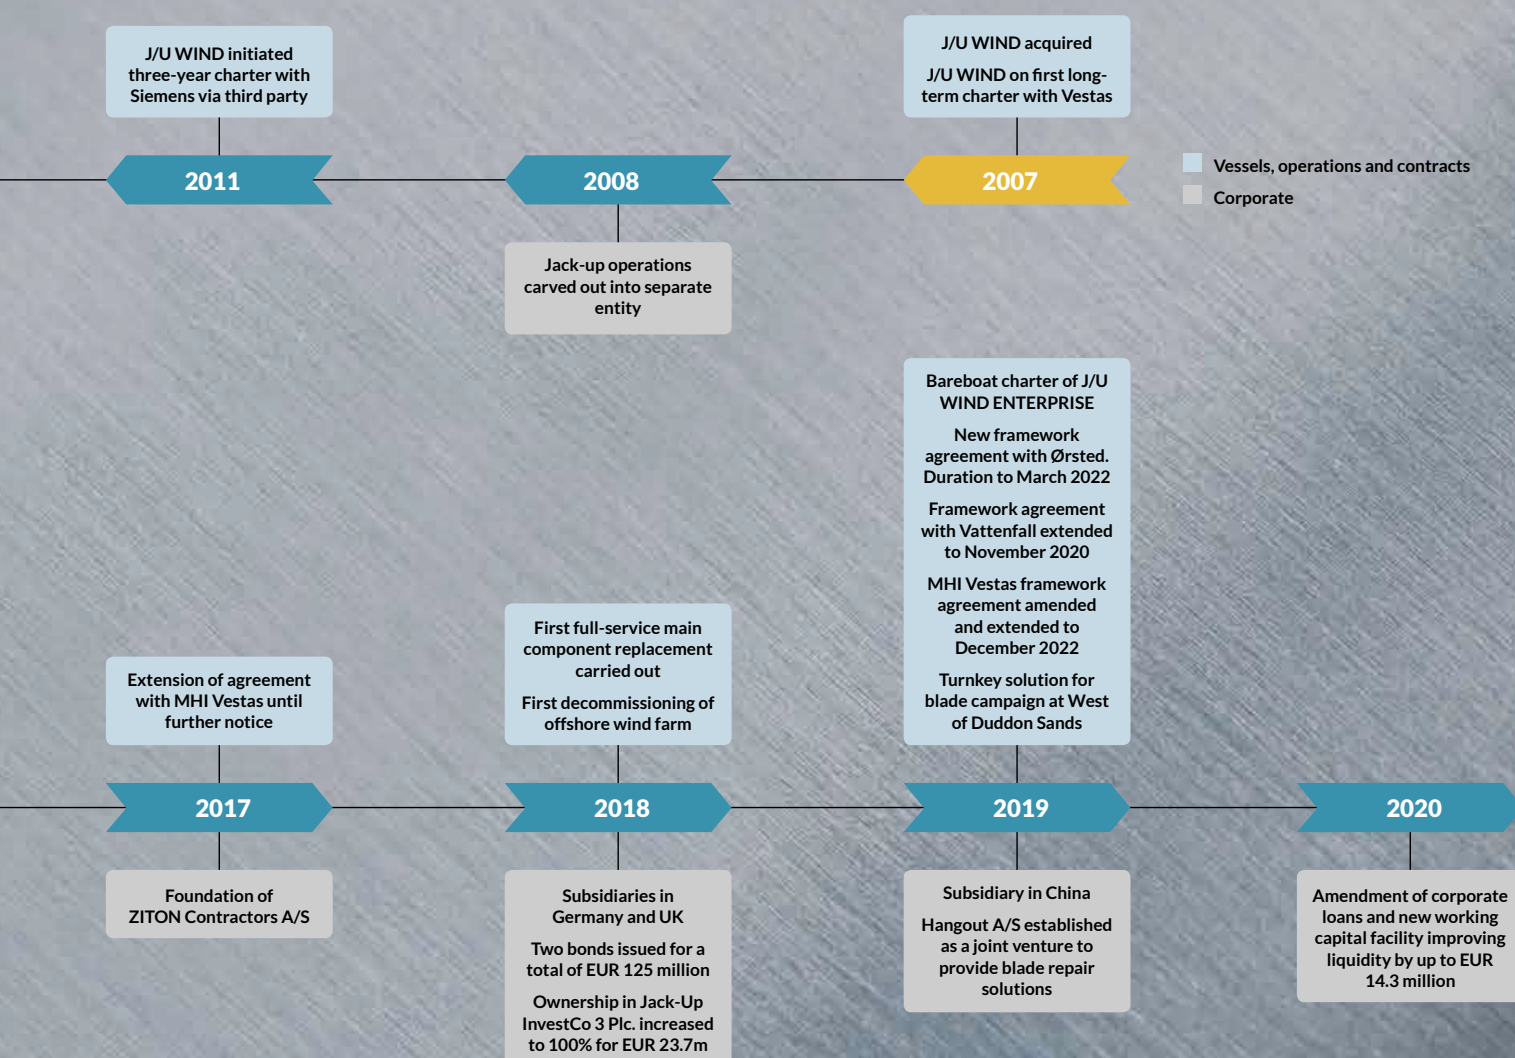 J/U WIND initiated
three-year charter with
Siemens via third party
J/U WIND acquired
J/U WIND on first long-
term charter with Vestas
2011
2008
2007
Vessels, operations and contracts
Corporate
Jack-up operations
carved out into separate
entity
Bareboat charter of J/U
WIND ENTERPRISE
New framework
agreement with Ørsted.
Duration to March 2022
Framework agreement
with Vattenfall extended
to November 2020
MHI Vestas framework
agreement amended
and extended to
December 2022
Turnkey solution for
blade campaign at West
of Duddon Sands
First full-service main
component replacement
carried out
First decommissioning of
offshore wind farm
Extension of agreement
with MHI Vestas until
further notice
2017
2018
2019
2020
Foundation of
ZITON Contractors A/S
Subsidiaries in
Germany and UK
Two bonds issued for a
total of EUR 125 million
Ownership in Jack-Up
InvestCo 3 Plc. increased
to 100% for EUR 23.7m
Subsidiary in China
Hangout A/S established
as a joint venture to
provide blade repair
solutions
Amendment of corporate
loans and new working
capital facility improving
liquidity by up to EUR
14.3 million